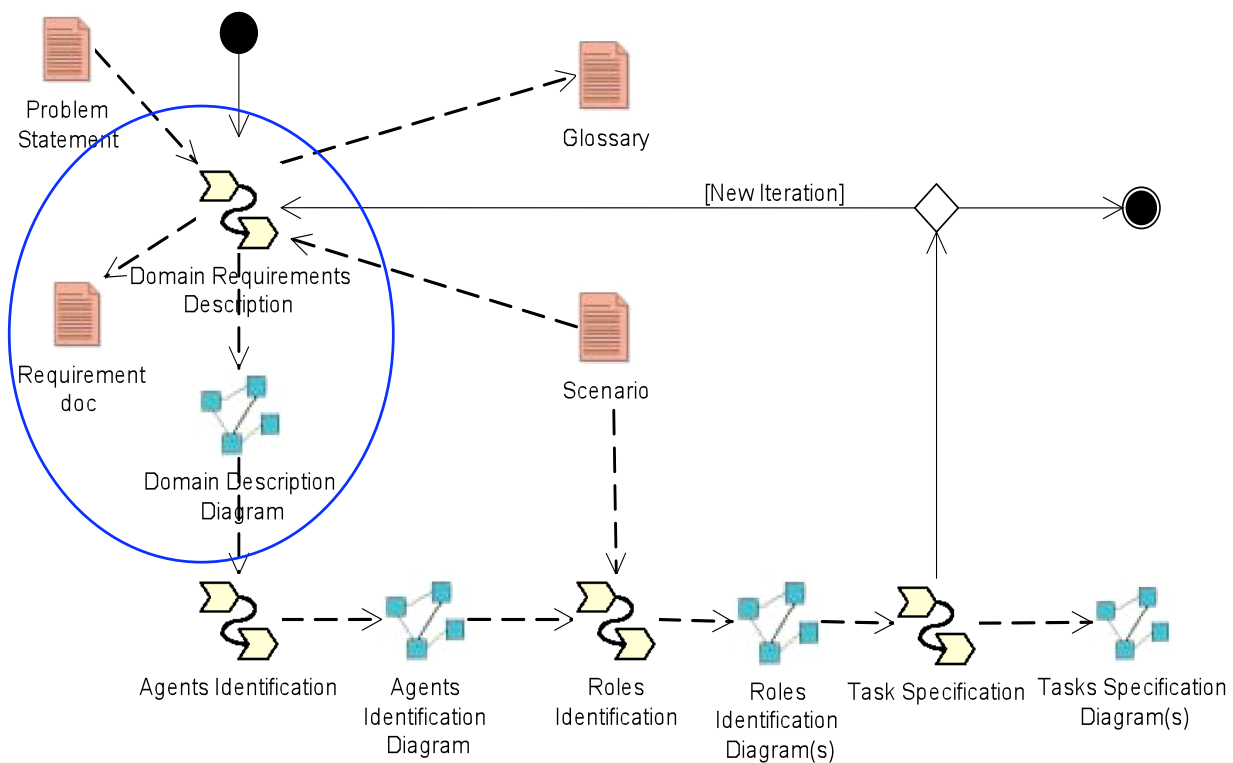 Problem
Statement
Glossary
[New Iteration]
Domain Requirements
Description
Requirement
doc
Scenario
Domain Description
Diagram
Agents Identification
Agents
Identification
Diagram
Roles
Identification
Roles
Identification
Diagram(s)
Task Specification
Tasks Specification
Diagram(s)